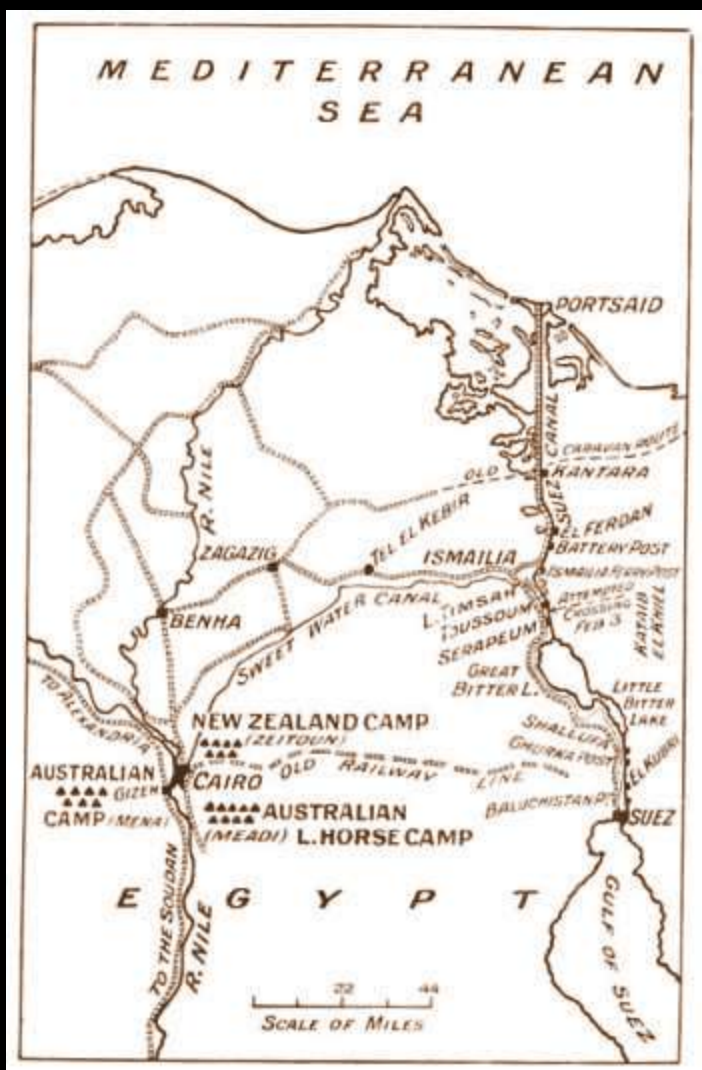 MEDITERRANEAN
SEA
PORTSAID
SUEZ CANAL
CARAVAN ROUTE
OLD
KANTARA
R. NILE
TEL EL KEBIR
EL FERDAN
BATTERY POST
ZAGAZIG
ISMAILIA
ISMAILIA FERRY POST
BENHA
SWEET WATER CANAL
L. TIMSAH
TOUSSOUM
SERAPEUM
ATTEMPTED
CROSSING
FEB 3
KATAIB
EL KHEL
GREAT
BITTER L.
LITTLE
BITTER
LAKE
TO ALEXANDRIA
NEW ZEALAND CAMP
(ZEITOUN)
SHALLUFA
GHURKA POST
EL KUBRI
AUSTRALIAN
GIZEH
CAMP (MENA)
CAIRO
OLD RAILWAY LINE
BALUCHISTAN P.
SUEZ
AUSTRALIAN
(MEADI) L. HORSE CAMP
EGYPT
TO THE SOUDAN
R. NILE
GULF OF SUEZ
22 44
SCALE OF MILES